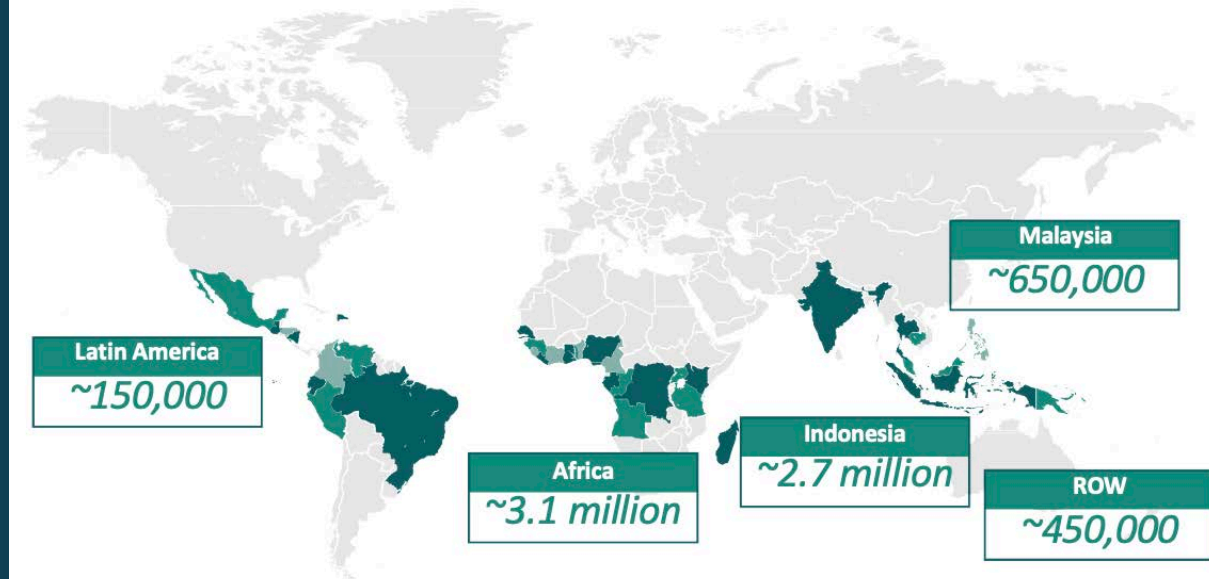 Malaysia
~650,000
Latin America
~150,000
Africa
~3.1 million
Indonesia
~2.7 million
ROW
~450,000